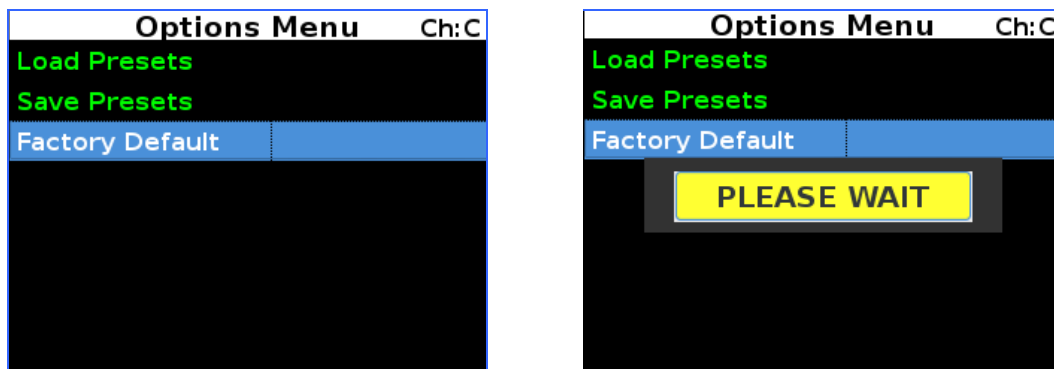 Options Menu Ch:C
Load Presets
Save Presets
Factory Default
Options Menu Ch:C
Load Presets
Save Presets
Factory Default
PLEASE WAIT